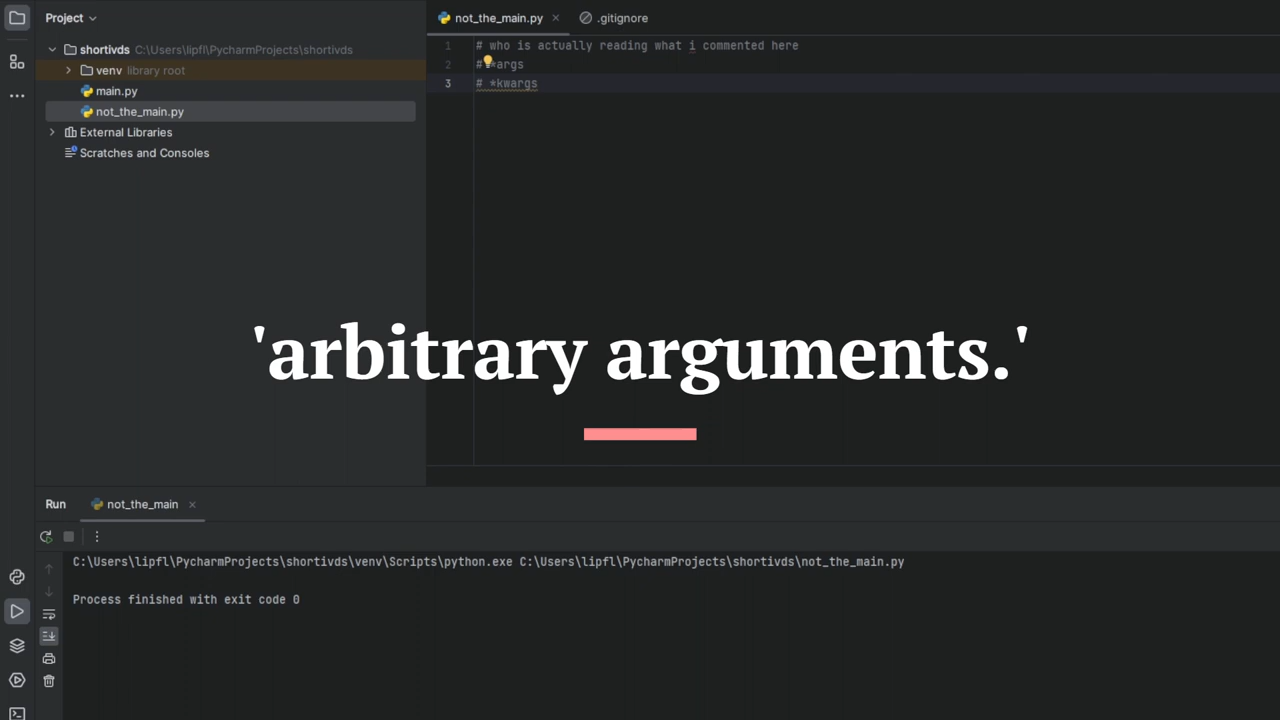 Project
not_the_main.py
.gitignore
shortivds C:\Users\lipfl\PycharmProjects\shortivds
venv library root
main.py
not_the_main.py
External Libraries
Scratches and Consoles
1 # who is actually reading what i commented here
2 # *args
3 # *kwargs
'arbitrary arguments.'
Run not_the_main
C:\Users\lipfl\PycharmProjects\shortivds\venv\Scripts\python.exe C:\Users\lipfl\PycharmProjects\shortivds\not_the_main.py
Process finished with exit code 0